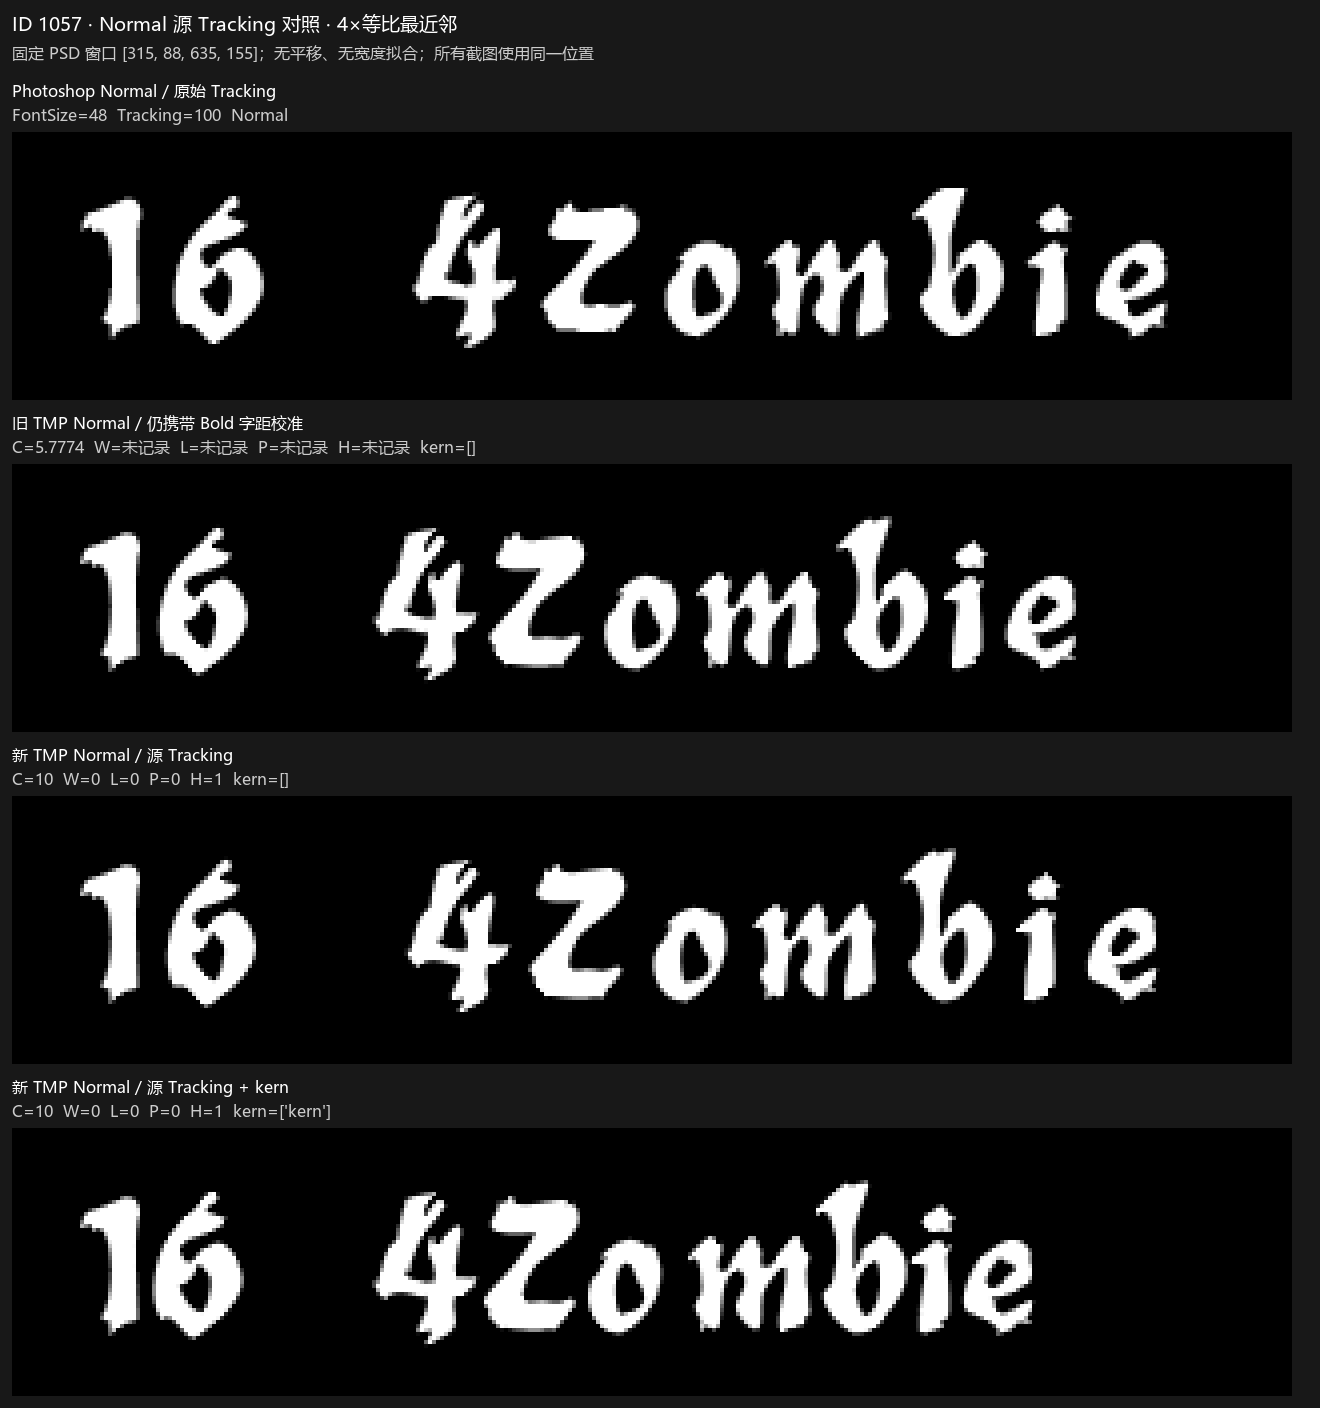 ID 1057 · Normal 源 Tracking 对照 · 4×等比最近邻
固定 PSD 窗口 [315, 88, 635, 155]；无平移、无宽度拟合；所有截图使用同一位置
Photoshop Normal / 原始 Tracking
FontSize=48  Tracking=100  Normal
16 4Zombie
旧 TMP Normal / 仍携带 Bold 字距校准
C=5.7774  W=未记录  L=未记录  P=未记录  H=未记录  kern=[]
16 4Zombie
新 TMP Normal / 源 Tracking
C=10  W=0  L=0  P=0  H=1  kern=[]
16 4Zombie
新 TMP Normal / 源 Tracking + kern
C=10  W=0  L=0  P=0  H=1  kern=['kern']
16 4Zombie